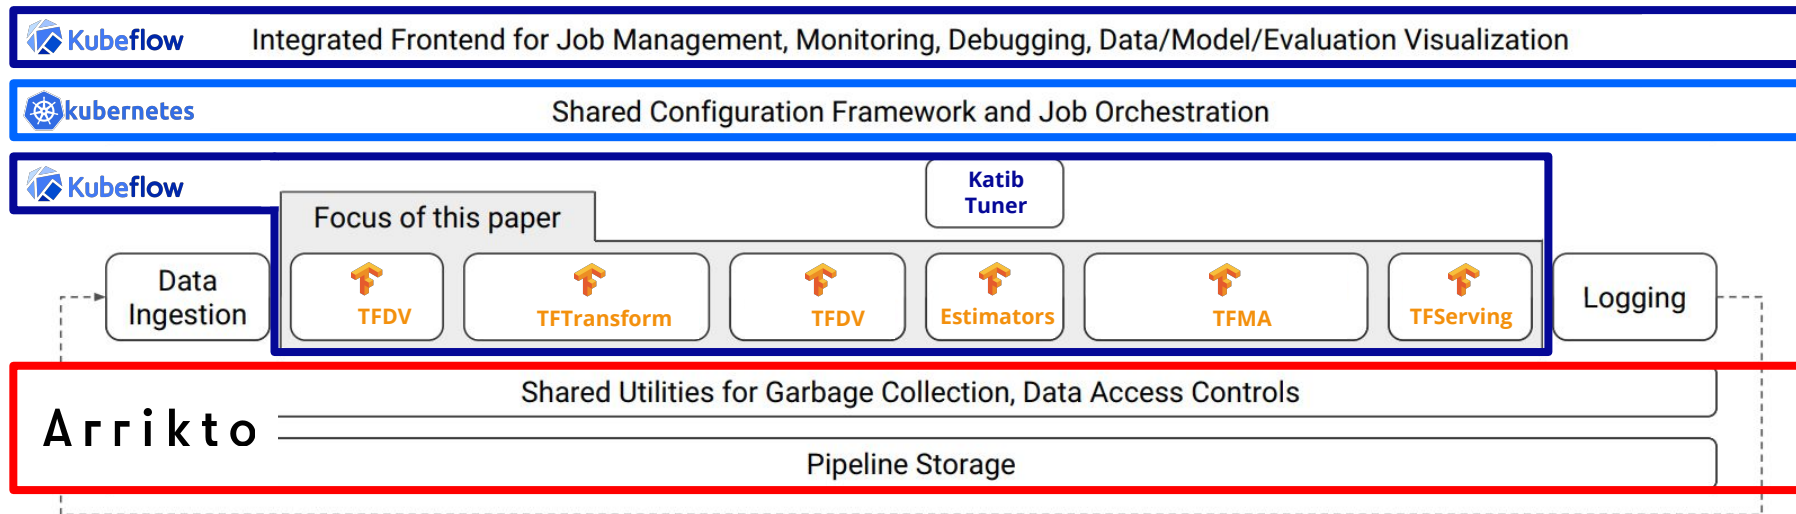 Kubeflow
Integrated Frontend for Job Management, Monitoring, Debugging, Data/Model/Evaluation Visualization
kubernetes
Shared Configuration Framework and Job Orchestration
Kubeflow
Katib
Tuner
Focus of this paper
Data
Ingestion
TFDV
TFTransform
TFDV
Estimators
TFMA
TFServing
Logging
Shared Utilities for Garbage Collection, Data Access Controls
Arrikto
Pipeline Storage